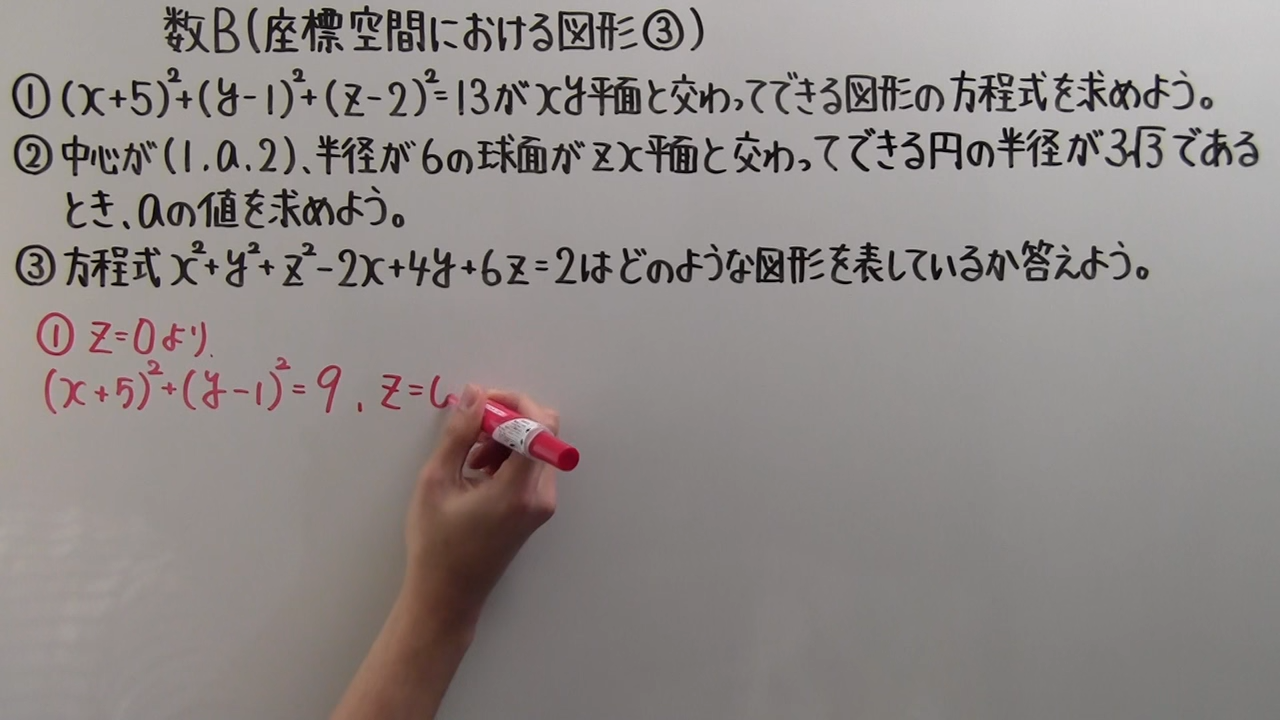 数B(座標空間における図形③)
①(x+5)²+(y-1)²+(z-2)²=13がxy平面と交わってできる図形の方程式を求めよう。
②中心が(1,a,2)、半径が6の球面がzx平面と交わってできる円の半径が3√3である
とき、aの値を求めよう。
③方程式x²+y²+z²-2x+4y+6z=2はどのような図形を表しているか答えよう。
①z=0より、
(x+5)²+(y-1)²=9, z=